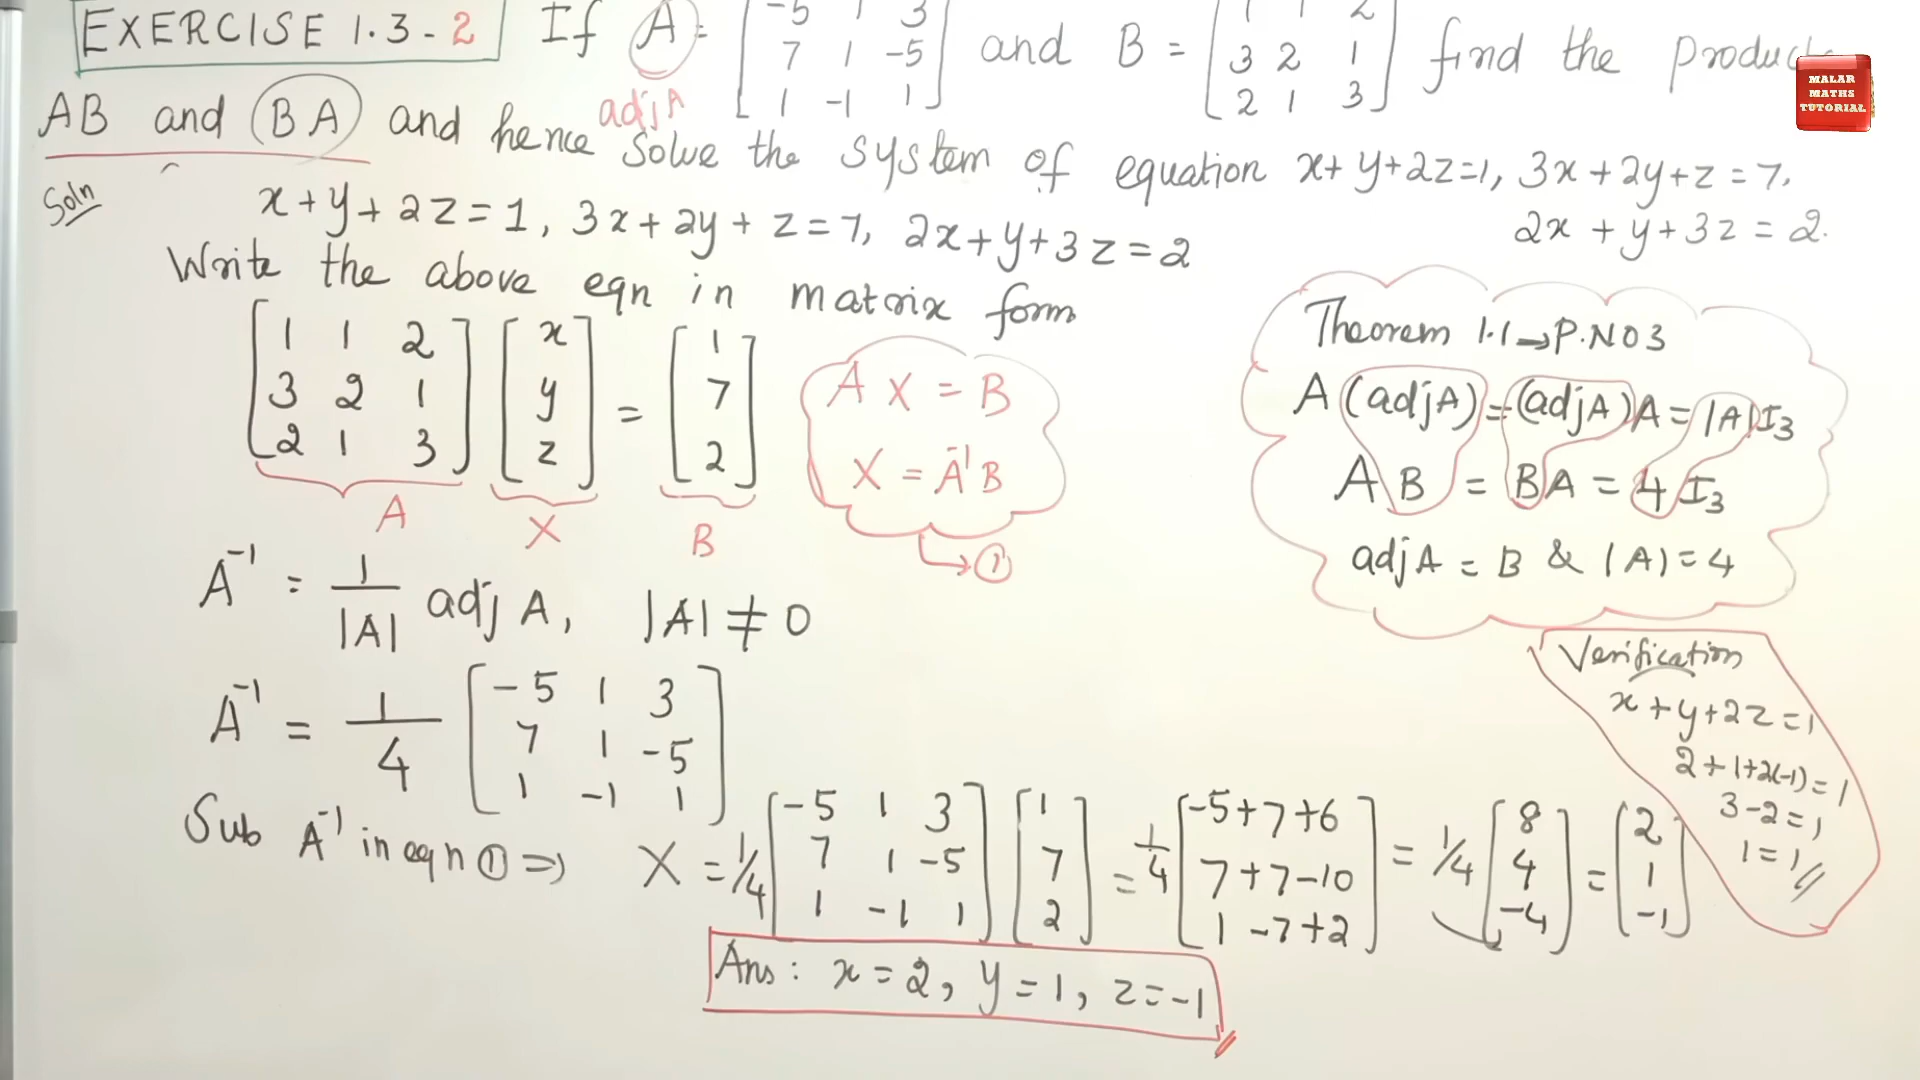 EXERCISE 1.3-2 If A = [-5 1 3
7 1 -5
1 -1 1] and B = [1 1 2
3 2 1
2 1 3] find the product
adjA
AB and BA and hence solve the system of equation x+y+2z=1, 3x+2y+z=7,
2x+y+3z=2.
Soln
x+y+2z=1, 3x+2y+z=7, 2x+y+3z=2
Write the above eqn in matrix form
[1 1 2
3 2 1
2 1 3] [x
y
z] = [1
7
2]
A X B
A X = B
X = A⁻¹B
→ ①
A⁻¹ = 1/|A| adj A, |A| ≠ 0
A⁻¹ = 1/4 [-5 1 3
7 1 -5
1 -1 1]
Sub A⁻¹ in eqn ① ⇒ X = 1/4 [-5 1 3
7 1 -5
1 -1 1] [1
7
2] = 1/4 [-5+7+6
7+7-10
1-7+2] = 1/4 [8
4
-4] = [2
1
-1]
Ans: x=2, y=1, z=-1
Theorem 1.1→P.NO3
A(adjA)=(adjA)A=|A|I₃
AB = BA = 4I₃
adjA = B & |A|=4
Verification
x+y+2z=1
2+1+2(-1)=1
3-2=1
1=1//
MALAR
MATHS
TUTORIAL